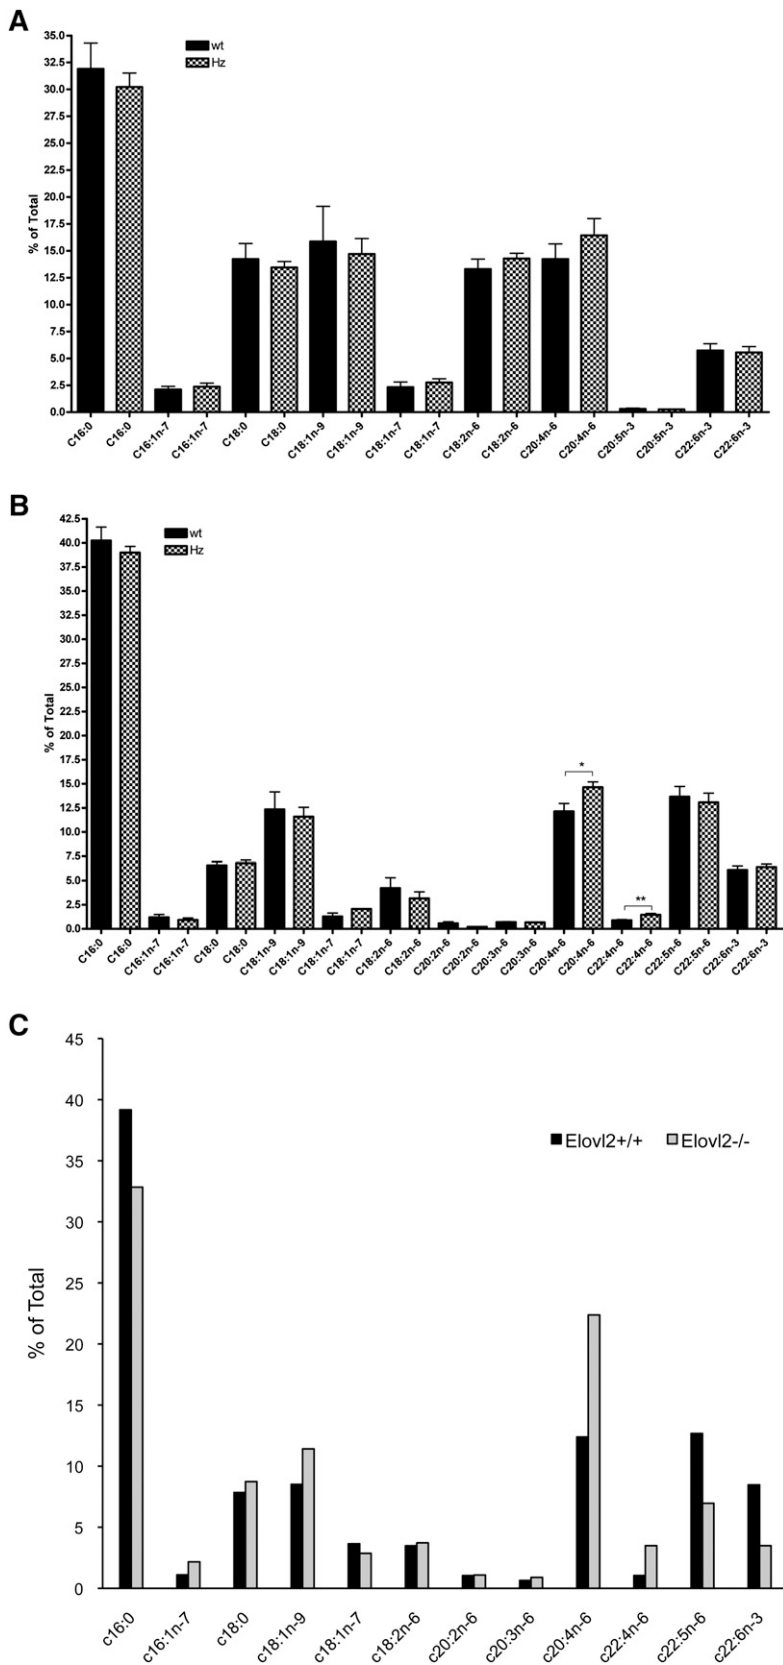 A
35.0
32.5
30.0
27.5
25.0
22.5
20.0
17.5
15.0
12.5
10.0
7.5
5.0
2.5
0.0
% of Total
wt
Hz
C16:0
C16:0
C16:1n-7
C16:1n-7
C18:0
C18:0
C18:1n-9
C18:1n-9
C18:1n-7
C18:1n-7
C18:2n-6
C18:2n-6
C20:4n-6
C20:4n-6
C20:5n-3
C20:5n-3
C22:6n-3
C22:6n-3
B
42.5
40.0
37.5
35.0
32.5
30.0
27.5
25.0
22.5
20.0
17.5
15.0
12.5
10.0
7.5
5.0
2.5
0.0
% of Total
wt
Hz
*
**
C16:0
C16:0
C16:1n-7
C16:1n-7
C18:0
C18:0
C18:1n-9
C18:1n-9
C18:1n-7
C18:1n-7
C18:2n-6
C18:2n-6
C20:2n-6
C20:2n-6
C20:3n-6
C20:3n-6
C20:4n-6
C20:4n-6
C22:4n-6
C22:4n-6
C22:5n-6
C22:5n-6
C22:6n-3
C22:6n-3
C
45
40
35
30
25
20
15
10
5
0
% of Total
Elovl2+/+ Elovl2-/-
c16:0
c16:1n-7
c18:0
c18:1n-9
c18:1n-7
c18:2n-6
c20:2n-6
c20:3n-6
c20:4n-6
c22:4n-6
c22:5n-6
c22:6n-3